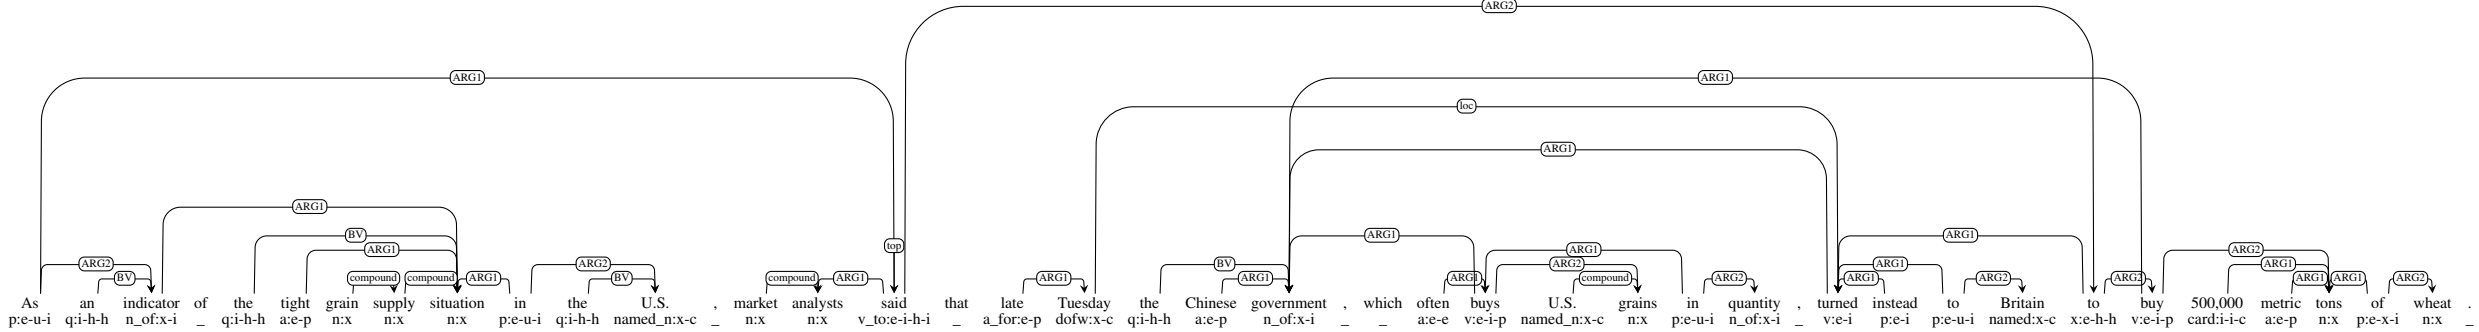 ARG2
ARG1 ARG1
loc
ARG1
ARG1
BV ARG1 ARG1 top
ARG1 ARG1 ARG2
ARG2 ARG2 BV ARG2 ARG1 ARG1
BV compound compound ARG1 BV compound ARG1 ARG1 ARG1 ARG1 compound ARG2 ARG1 ARG2 ARG2 ARG1 ARG1 ARG2
As an indicator of the tight grain supply situation in the U.S. , market analysts said that late Tuesday the Chinese government , which often buys U.S. grains in quantity , turned instead to Britain to buy 500,000 metric tons of wheat .
p:e-u-i q:i-h-h n_of:x-i _ q:i-h-h a:e-p n:x n:x n:x p:e-u-i q:i-h-h named_n:x-c _ n:x n:x v_to:e-i-h-i _ a_for:e-p dofw:x-c q:i-h-h a:e-p n_of:x-i _ _ a:e-e v:e-i-p named_n:x-c n:x p:e-u-i n_of:x-i _ v:e-i p:e-i p:e-u-i named:x-c x:e-h-h v:e-i-p card:i-i-c a:e-p n:x p:e-x-i n:x _